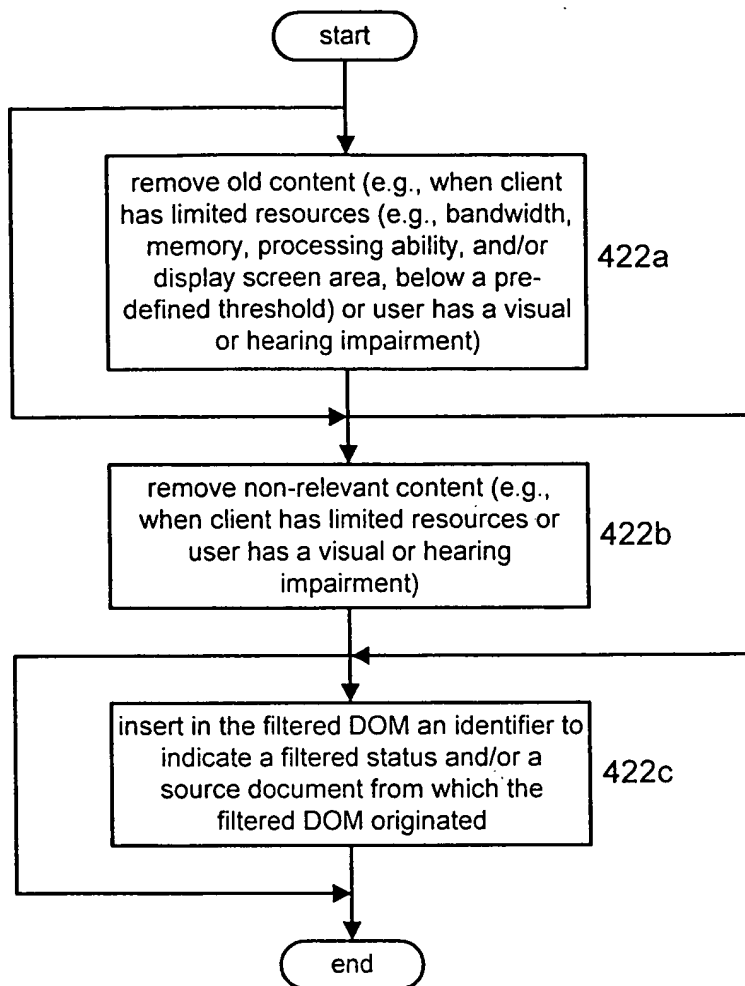 start
remove old content (e.g., when client
has limited resources (e.g., bandwidth,
memory, processing ability, and/or
display screen area, below a pre-
defined threshold) or user has a visual
or hearing impairment)
422a
remove non-relevant content (e.g.,
when client has limited resources or
user has a visual or hearing
impairment)
422b
insert in the filtered DOM an identifier to
indicate a filtered status and/or a
source document from which the
filtered DOM originated
422c
end